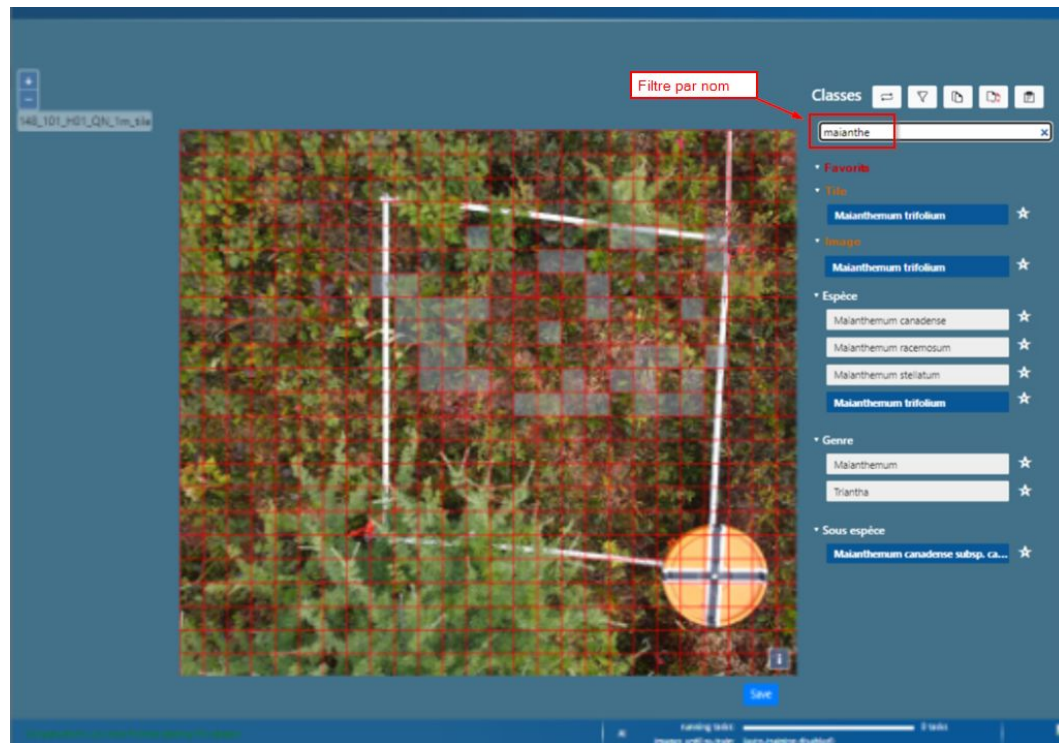 Filtre par nom
+
−
148_101_H01_QN_1m_tile
Classes
maianthe
×
Favorits
Tile
Maianthemum trifolium
Image
Maianthemum trifolium
Espèce
Maianthemum canadense
Maianthemum racemosum
Maianthemum stellatum
Maianthemum trifolium
Genre
Maianthemum
Triantha
Sous espèce
Maianthemum canadense subsp. ca...
i
Save
running tasks:
0 tasks